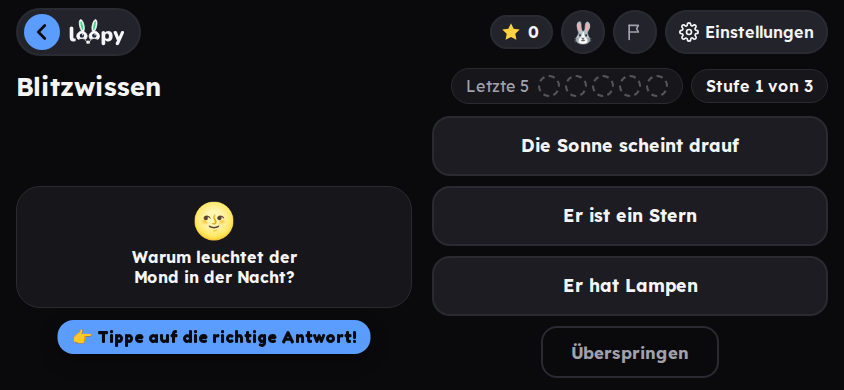 loopy
0
Einstellungen
Blitzwissen
Letzte 5
Stufe 1 von 3
Warum leuchtet der
Mond in der Nacht?
Tippe auf die richtige Antwort!
Die Sonne scheint drauf
Er ist ein Stern
Er hat Lampen
Überspringen